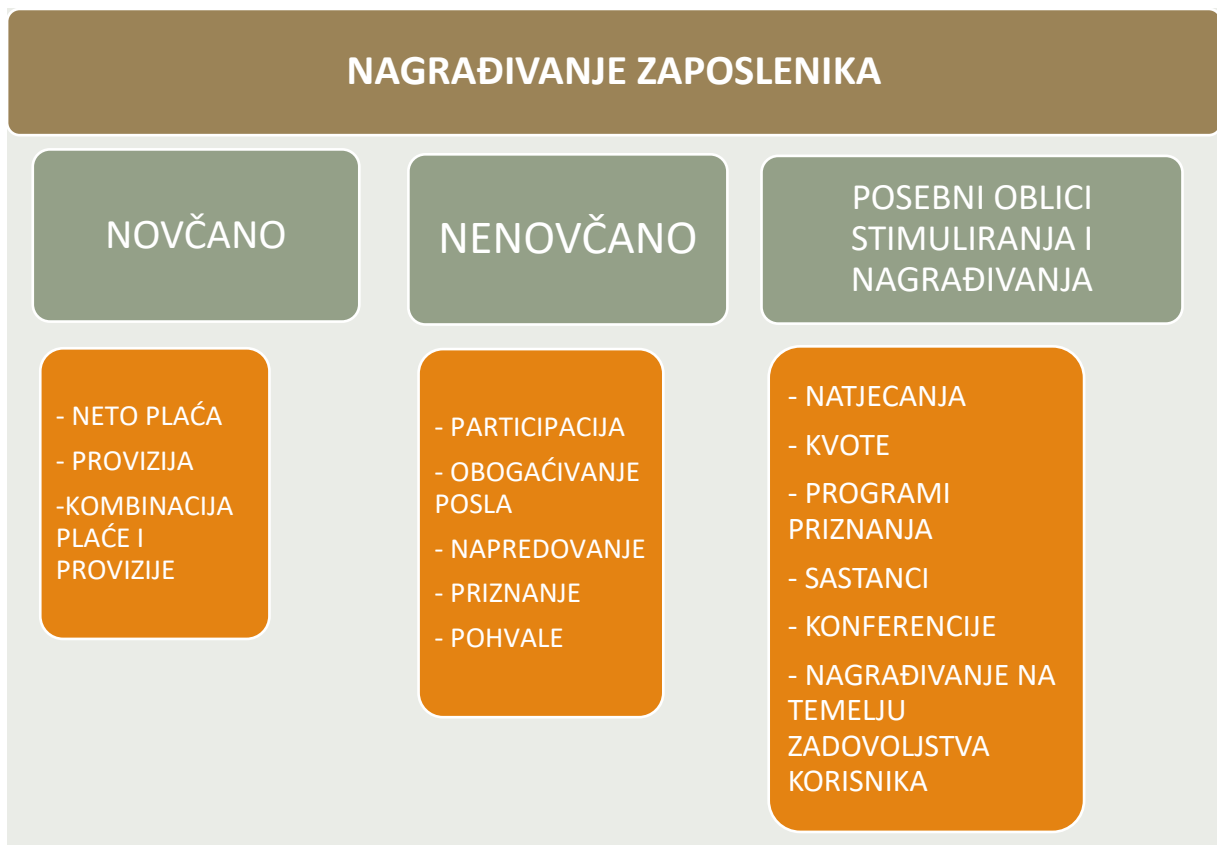 NAGRAĐIVANJE ZAPOSLENIKA
NOVČANO
- NETO PLAĆA
- PROVIZIJA
-KOMBINACIJA
PLAĆE I
PROVIZIJE
NENOVČANO
- PARTICIPACIJA
- OBOGAĆIVANJE
POSLA
- NAPREDOVANJE
- PRIZNANJE
- POHVALE
POSEBNI OBLICI
STIMULIRANJA I
NAGRAĐIVANJA
- NATJECANJA
- KVOTE
- PROGRAMI
PRIZNANJA
- SASTANCI
- KONFERENCIJE
- NAGRAĐIVANJE NA
TEMELJU
ZADOVOLJSTVA
KORISNIKA